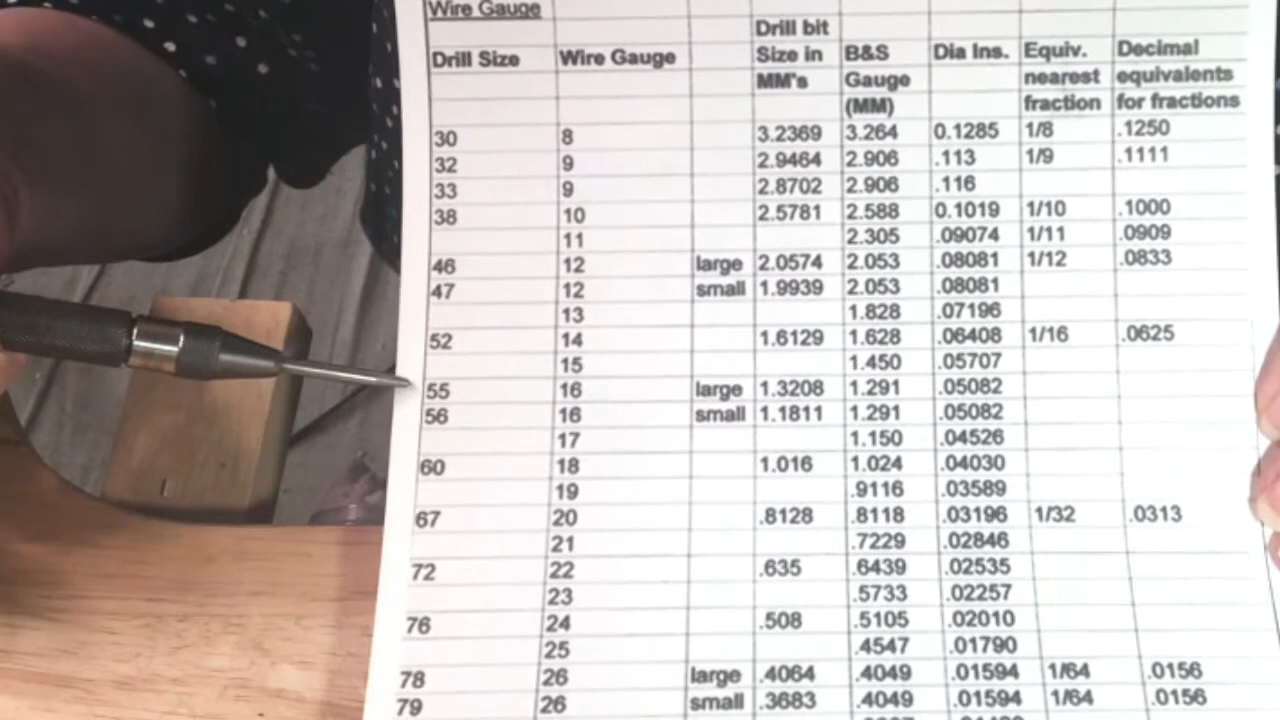 Wire Gauge
Drill bit
Drill Size Wire Gauge Size in B&S Dia Ins. Equiv. Decimal
MM's Gauge nearest equivalents
(MM) fraction for fractions
30 8 3.2369 3.264 0.1285 1/8 .1250
32 9 2.9464 2.906 .113 1/9 .1111
33 9 2.8702 2.906 .116
38 10 2.5781 2.588 0.1019 1/10 .1000
11 2.305 .09074 1/11 .0909
46 12 large 2.0574 2.053 .08081 1/12 .0833
47 12 small 1.9939 2.053 .08081
13 1.828 .07196
52 14 1.6129 1.628 .06408 1/16 .0625
15 1.450 .05707
55 16 large 1.3208 1.291 .05082
56 16 small 1.1811 1.291 .05082
17 1.150 .04526
60 18 1.016 1.024 .04030
19 .9116 .03589
67 20 .8128 .8118 .03196 1/32 .0313
21 .7229 .02846
72 22 .635 .6439 .02535
23 .5733 .02257
76 24 .508 .5105 .02010
25 .4547 .01790
78 26 large .4064 .4049 .01594 1/64 .0156
79 26 small .3683 .4049 .01594 1/64 .0156